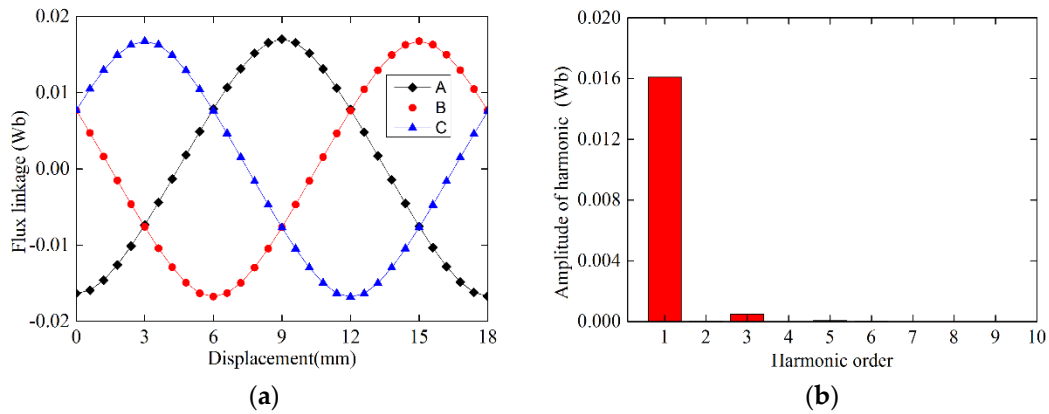 0.02
0.01
0.00
-0.01
-0.02
Flux linkage (Wb)
A
B
C
0 3 6 9 12 15 18
Displacement(mm)
(a)
0.020
0.016
0.012
0.008
0.004
0.000
Amplitude of harmonic (Wb)
1 2 3 4 5 6 7 8 9 10
Harmonic order
(b)